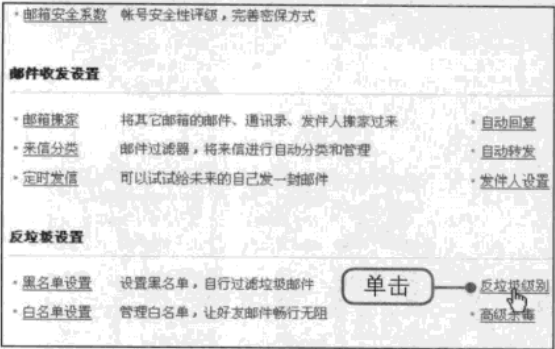 · 邮箱安全系数 帐号安全性评级，完善密保方式
邮件收发设置
· 邮箱搬家 将其它邮箱的邮件、通讯录、发件人搬家过来 · 自动回复
· 来信分类 邮件过滤器，将来信进行自动分类和管理 · 自动转发
· 定时发信 可以试试给未来的自己发一封邮件 · 发件人设置
反垃圾设置
· 黑名单设置 设置黑名单，自行过滤垃圾邮件 单击 反垃圾级别
· 白名单设置 管理白名单，让好友邮件畅行无阻 · 高级杀毒